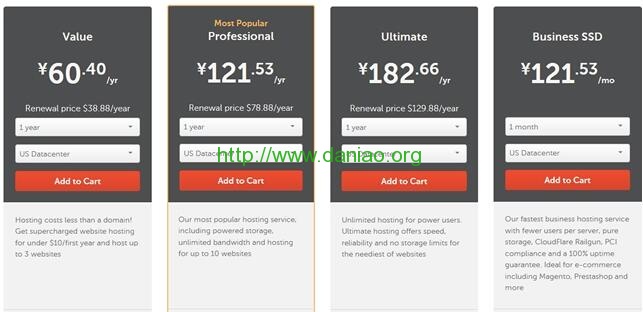 Value
¥60.40/yr
Renewal price $38.88/year
1 year
US Datacenter
Add to Cart
Hosting costs less than a domain!
Get supercharged website hosting
for under $10/first year and host up
to 3 websites
Most Popular
Professional
¥121.53/yr
Renewal price $78.88/year
1 year
US Datacenter
Add to Cart
Our most popular hosting service,
including powered storage,
unlimited bandwidth and hosting
for up to 10 websites
Ultimate
¥182.66/yr
Renewal price $129.88/year
1 year
US Datacenter
Add to Cart
Unlimited hosting for power users.
Ultimate hosting offers speed,
reliability and no storage limits for
the neediest of websites
Business SSD
¥121.53/mo
1 month
US Datacenter
Add to Cart
Our fastest business hosting service
with fewer users per server, pure
storage, CloudFlare Railgun, PCI
compliance and a 100% uptime
guarantee. Ideal for e-commerce
including Magento, Prestashop and
more
http://www.daniao.org